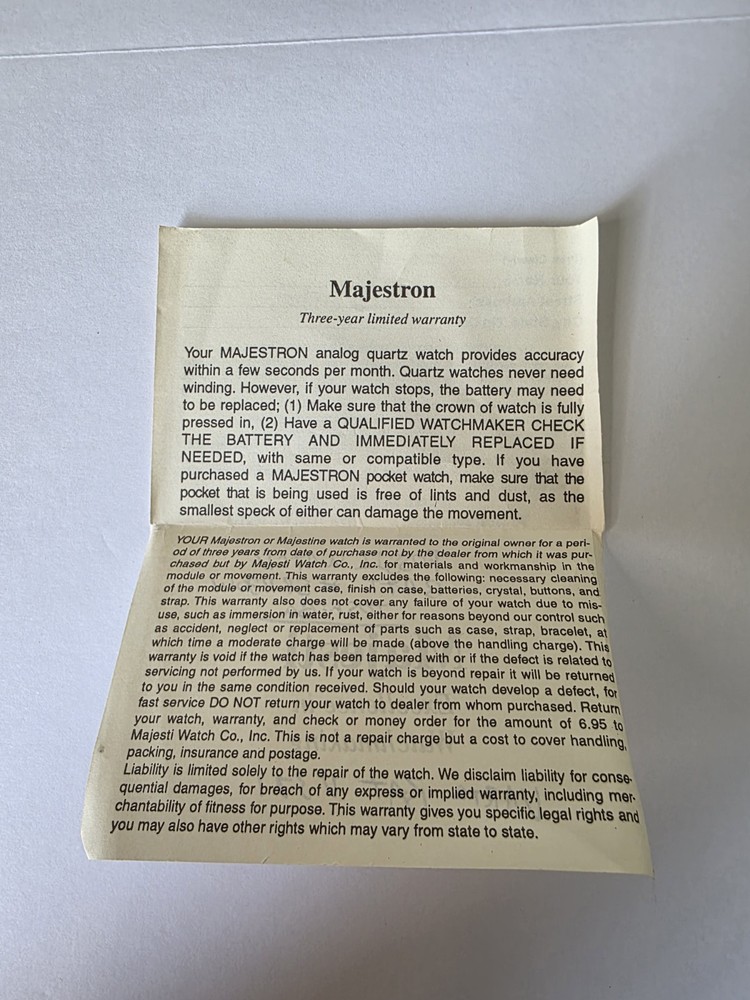 Majestron
Three-year limited warranty
Your MAJESTRON analog quartz watch provides accuracy
within a few seconds per month. Quartz watches never need
winding. However, if your watch stops, the battery may need
to be replaced; (1) Make sure that the crown of watch is fully
pressed in, (2) Have a QUALIFIED WATCHMAKER CHECK
THE BATTERY AND IMMEDIATELY REPLACED IF
NEEDED, with same or compatible type. If you have
purchased a MAJESTRON pocket watch, make sure that the
pocket that is being used is free of lints and dust, as the
smallest speck of either can damage the movement.
YOUR Majestron or Majestine watch is warranted to the original owner for a peri-
od of three years from date of purchase not by the dealer from which it was pur-
chased but by Majesti Watch Co., Inc. for materials and workmanship in the
module or movement. This warranty excludes the following: necessary cleaning
of the module or movement case, finish on case, batteries, crystal, buttons, and
strap. This warranty also does not cover any failure of your watch due to mis-
use, such as immersion in water, rust, either for reasons beyond our control such
as accident, neglect or replacement of parts such as case, strap, bracelet, at
which time a moderate charge will be made (above the handling charge). This
warranty is void if the watch has been tampered with or if the defect is related to
servicing not performed by us. If your watch is beyond repair it will be returned
to you in the same condition received. Should your watch develop a defect, for
fast service DO NOT return your watch to dealer from whom purchased. Return
your watch, warranty, and check or money order for the amount of 6.95 to
Majesti Watch Co., Inc. This is not a repair charge but a cost to cover handling,
packing, insurance and postage.
Liability is limited solely to the repair of the watch. We disclaim liability for conse-
quential damages, for breach of any express or implied warranty, including mer-
chantability of fitness for purpose. This warranty gives you specific legal rights and
you may also have other rights which may vary from state to state.